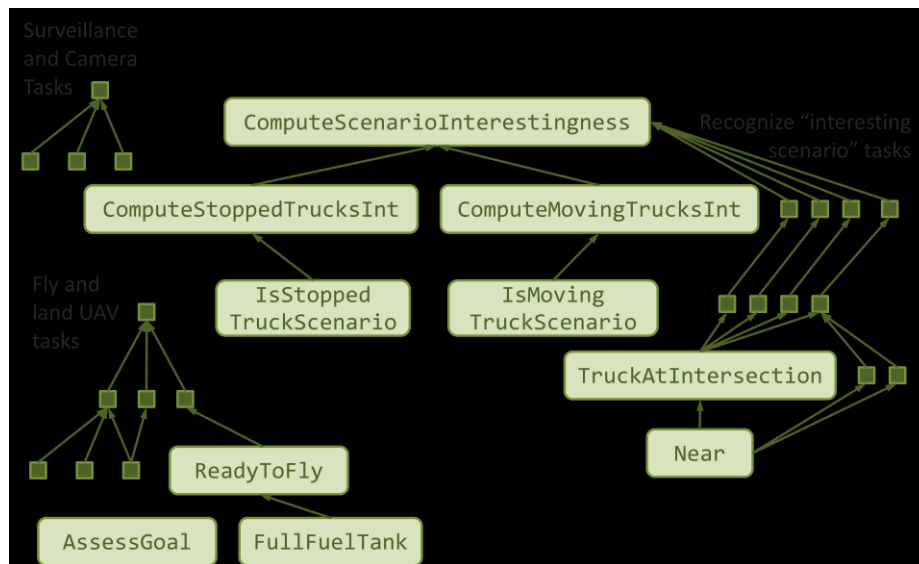 Surveillance
and Camera
Tasks
ComputeScenarioInterestingness
Recognize “interesting
scenario” tasks
ComputeStoppedTrucksInt
ComputeMovingTrucksInt
Fly and
land UAV
tasks
IsStopped
TruckScenario
IsMoving
TruckScenario
TruckAtIntersection
Near
ReadyToFly
AssessGoal
FullFuelTank